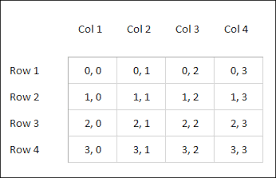 Col 1 Col 2 Col 3 Col 4
Row 1 0, 0 0, 1 0, 2 0, 3
Row 2 1, 0 1, 1 1, 2 1, 3
Row 3 2, 0 2, 1 2, 2 2, 3
Row 4 3, 0 3, 1 3, 2 3, 3